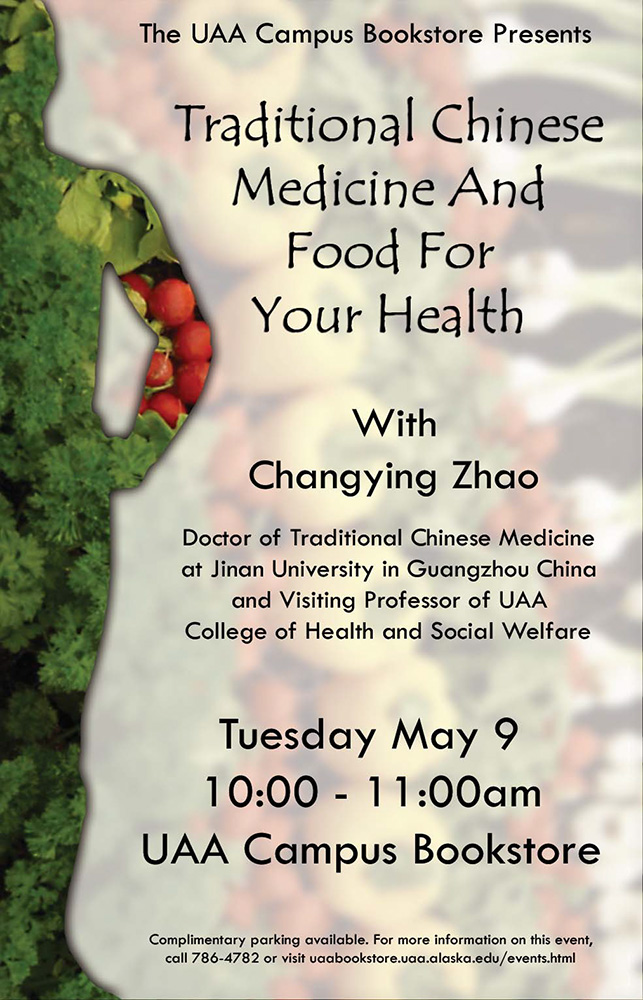 The UAA Campus Bookstore Presents
Traditional Chinese
Medicine And
Food For
Your Health
With
Changying Zhao
Doctor of Traditional Chinese Medicine
at Jinan University in Guangzhou China
and Visiting Professor of UAA
College of Health and Social Welfare
Tuesday May 9
10:00 - 11:00am
UAA Campus Bookstore
Complimentary parking available. For more information on this event,
call 786-4782 or visit uaabookstore.uaa.alaska.edu/events.html